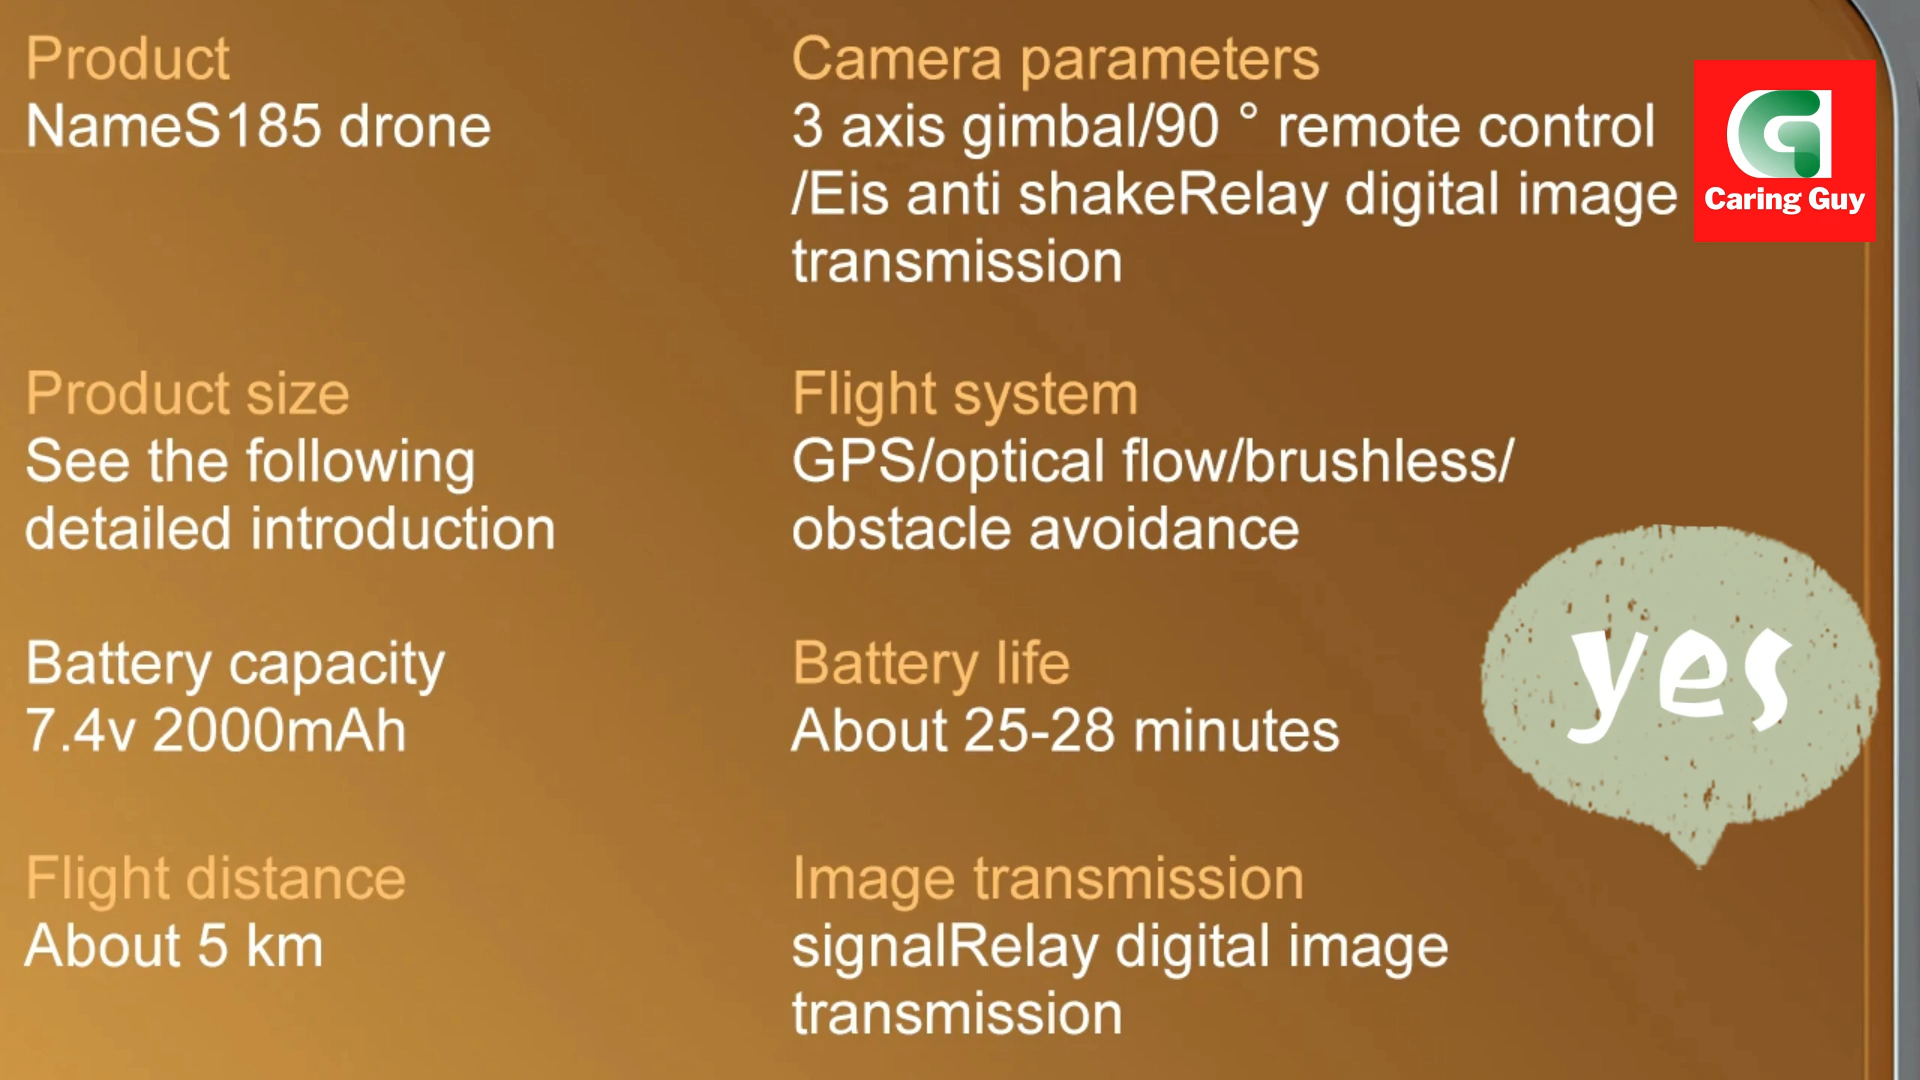 Product
NameS185 drone
Camera parameters
3 axis gimbal/90 ° remote control
/Eis anti shakeRelay digital image
transmission
Caring Guy
Product size
See the following
detailed introduction
Flight system
GPS/optical flow/brushless/
obstacle avoidance
Battery capacity
7.4v 2000mAh
Battery life
About 25-28 minutes
yes
Flight distance
About 5 km
Image transmission
signalRelay digital image
transmission